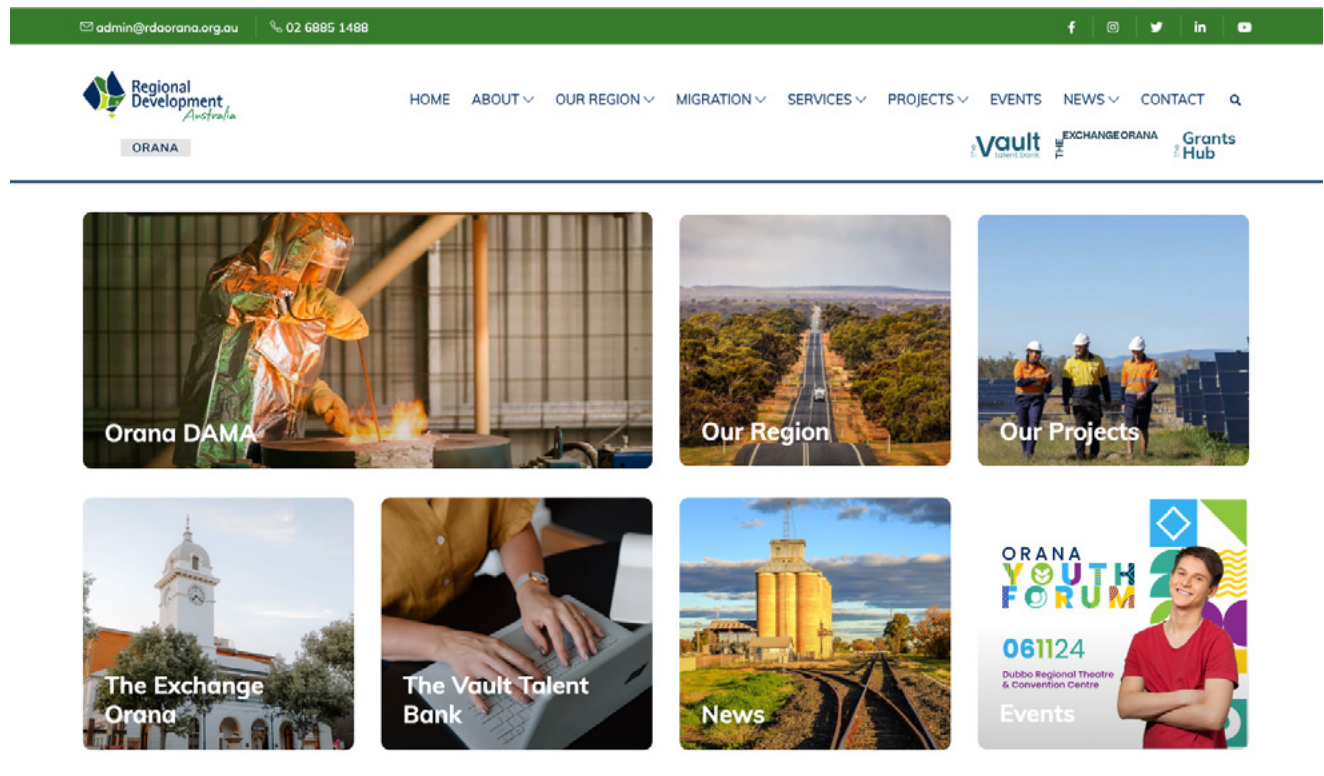 admin@rdaorana.org.au
02 6885 1488
Regional
Development
Australia
ORANA
HOME ABOUT OUR REGION MIGRATION SERVICES PROJECTS EVENTS NEWS CONTACT
the Vault
talent bank
THE EXCHANGE ORANA
the Grants
Hub
Orana DAMA
Our Region
Our Projects
The Exchange
Orana
The Vault Talent
Bank
News
ORANA
YOUTH
FORUM
061124
Dubbo Regional Theatre
& Convention Centre
Events